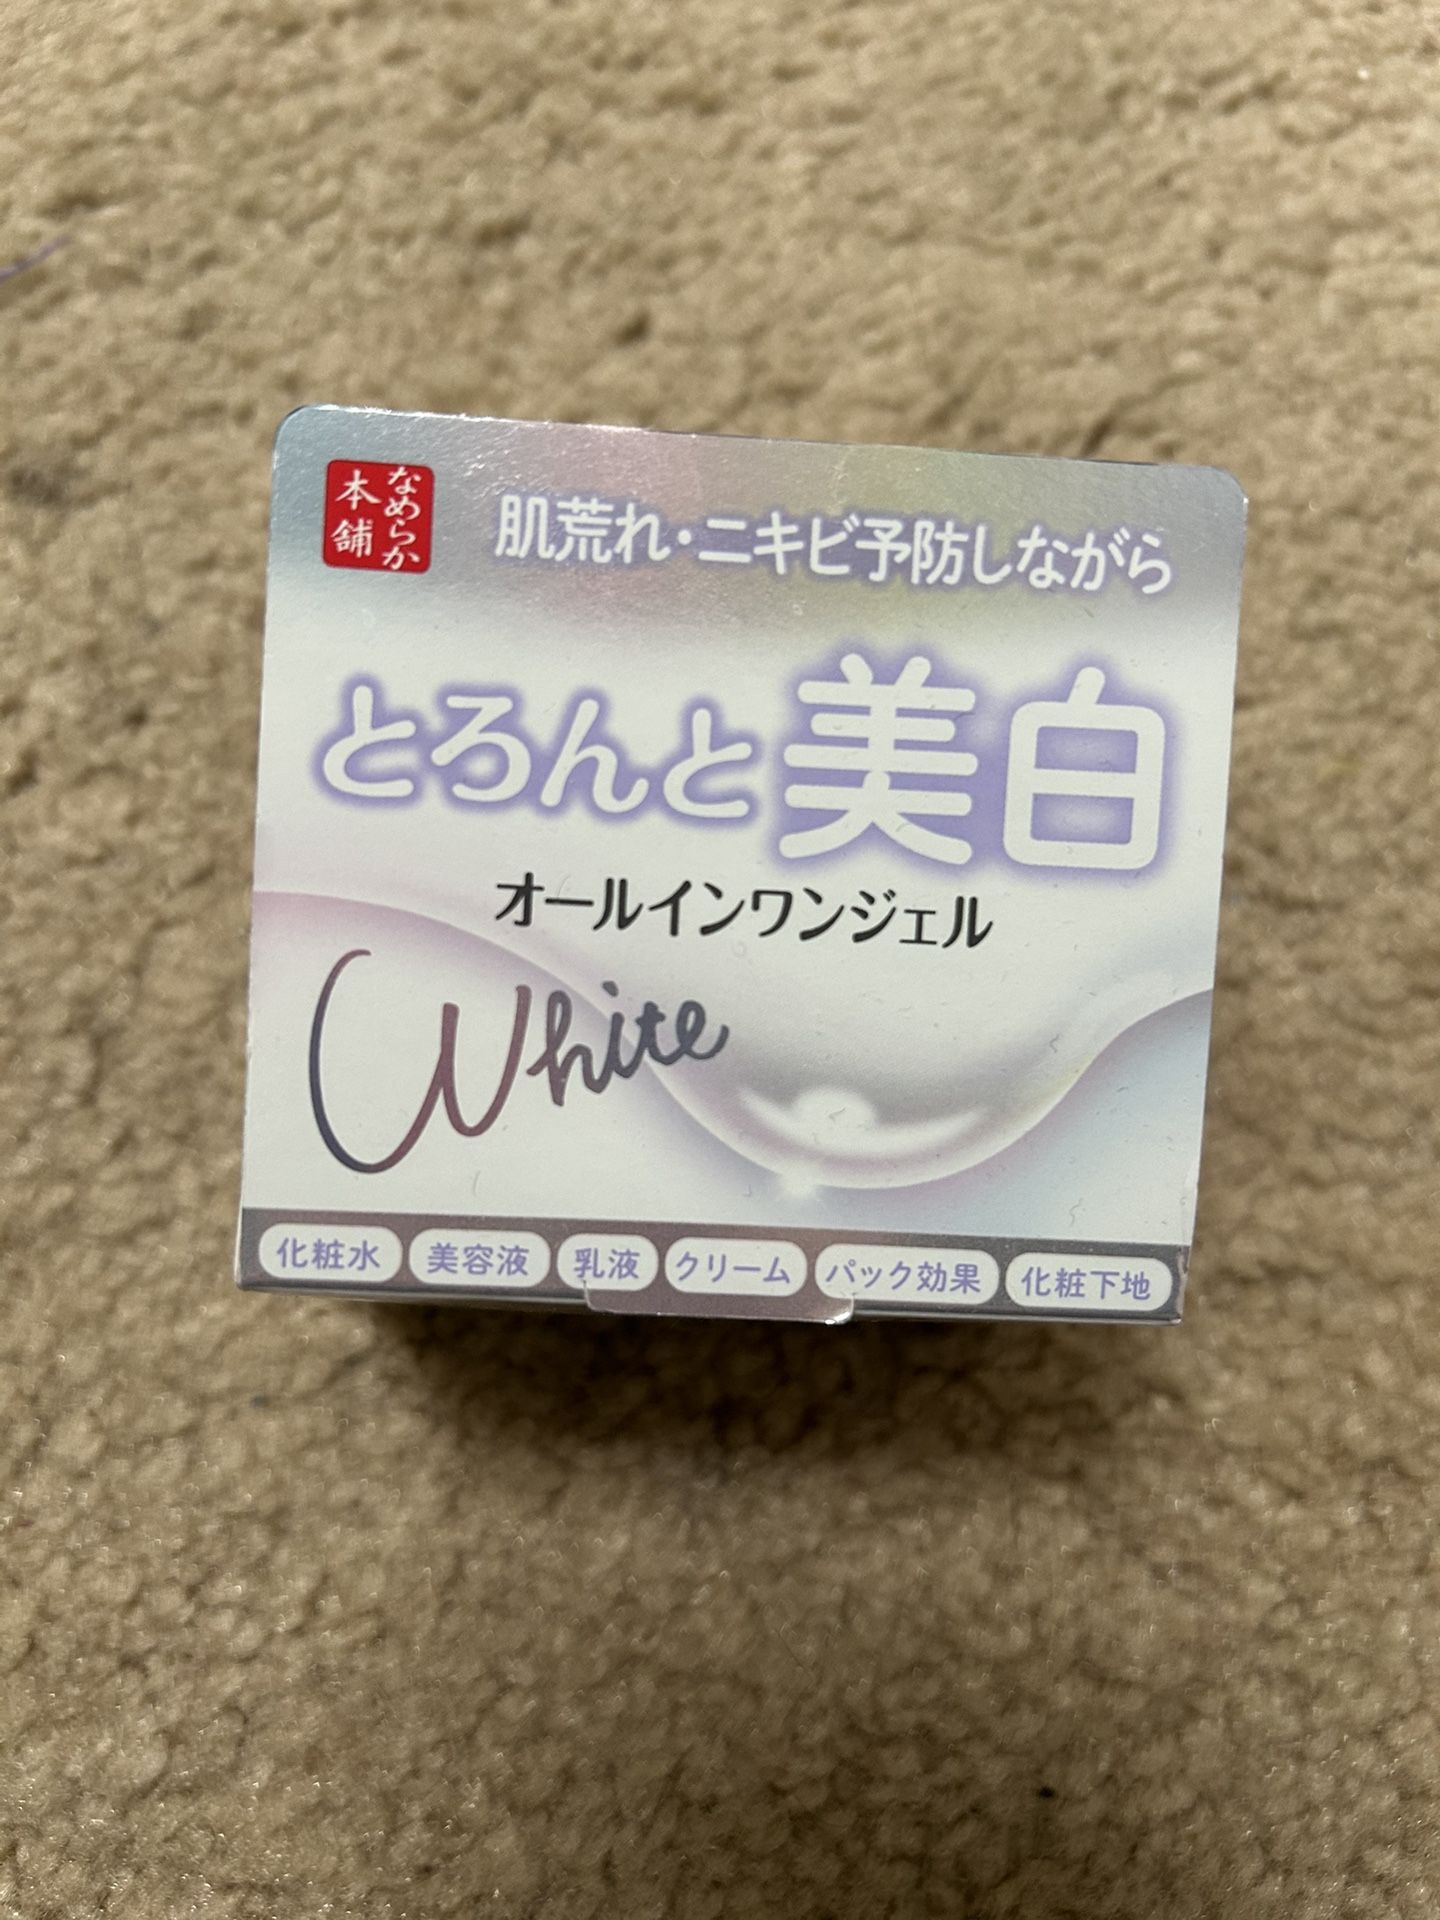 なめらか
本舗
肌荒れ・ニキビ予防しながら
とろんと美白
オールインワンジェル
White
化粧水 美容液 乳液 クリーム パック効果 化粧下地